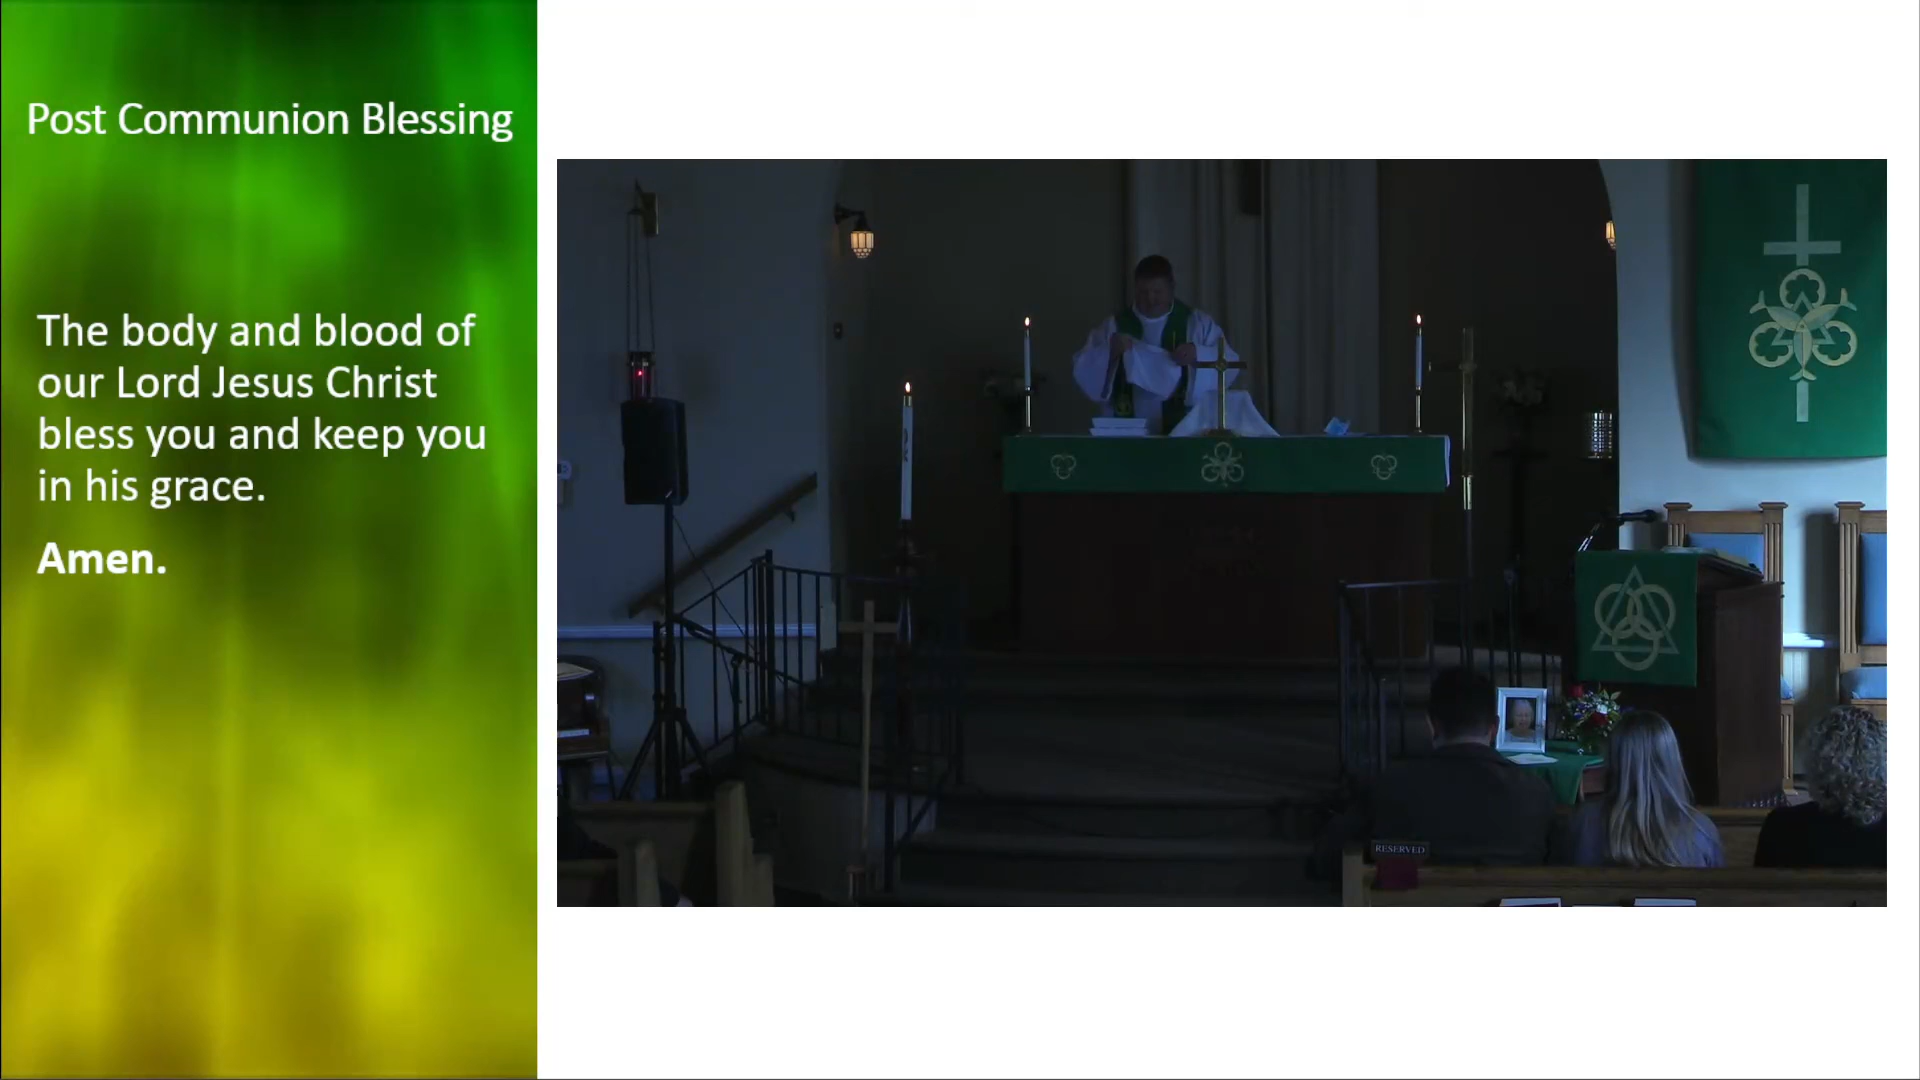 Post Communion Blessing
The body and blood of
our Lord Jesus Christ
bless you and keep you
in his grace.
Amen.
RESERVED